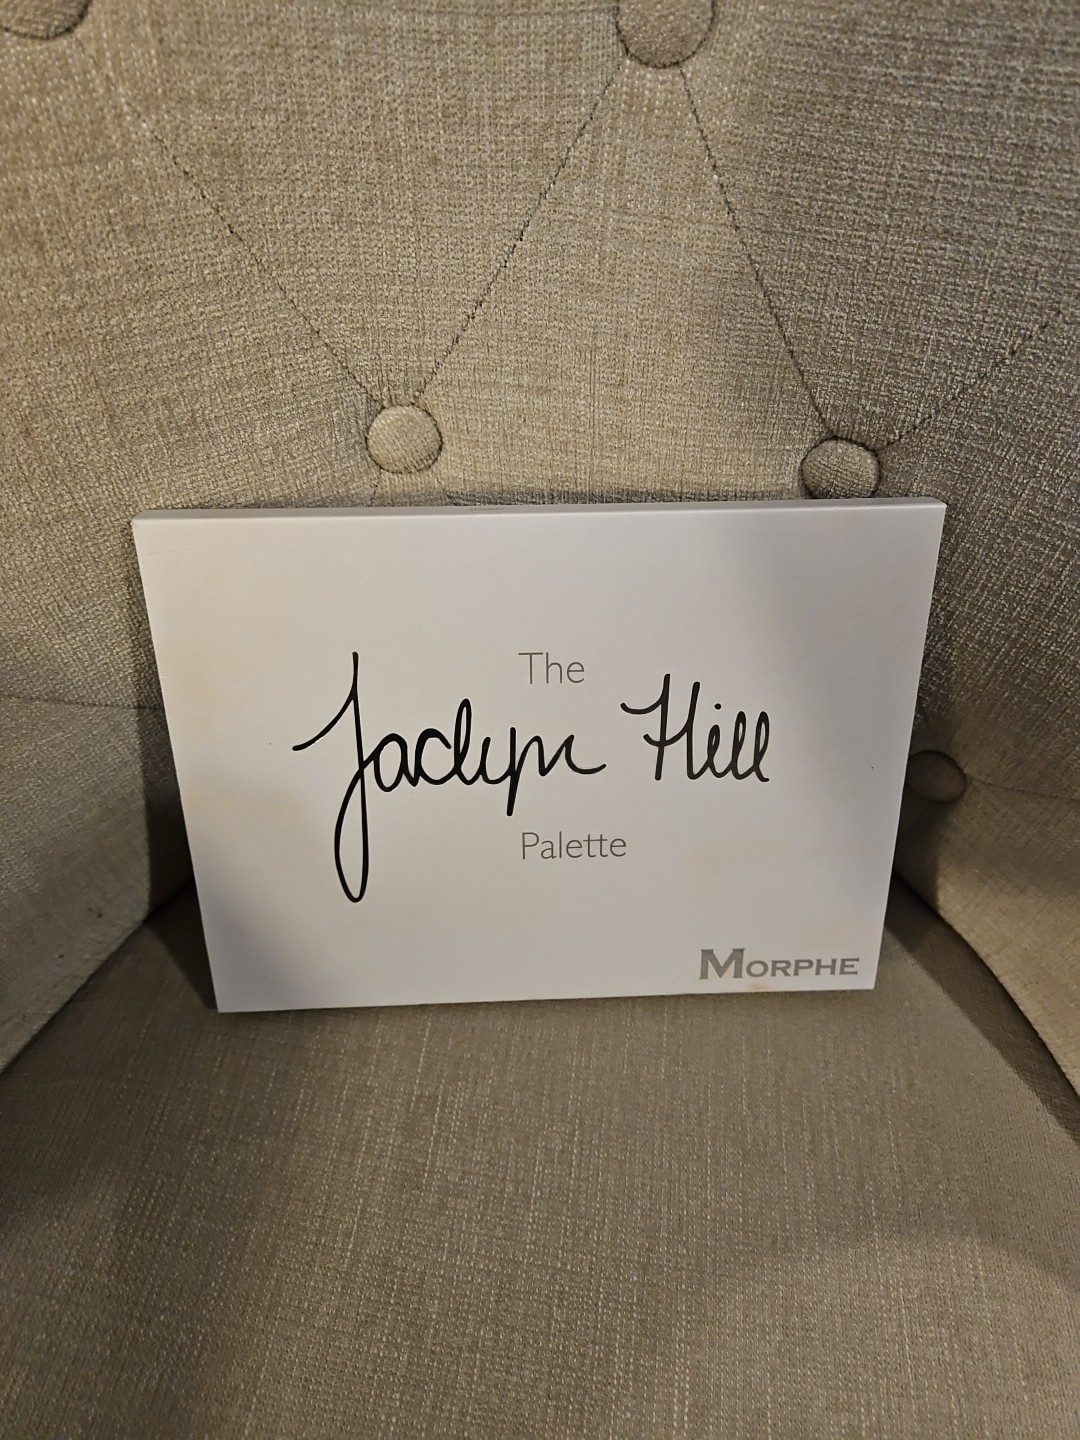 The
Jaclyn Hill
Palette
MORPHE